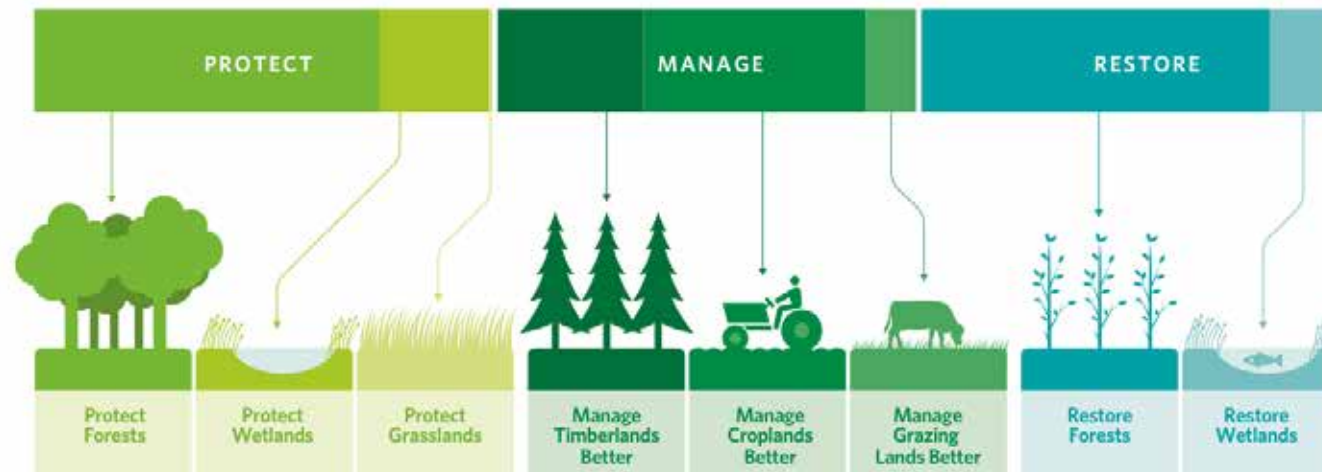 PROTECT
MANAGE
RESTORE
Protect
Forests
Protect
Wetlands
Protect
Grasslands
Manage
Timberlands
Better
Manage
Croplands
Better
Manage
Grazing
Lands Better
Restore
Forests
Restore
Wetlands